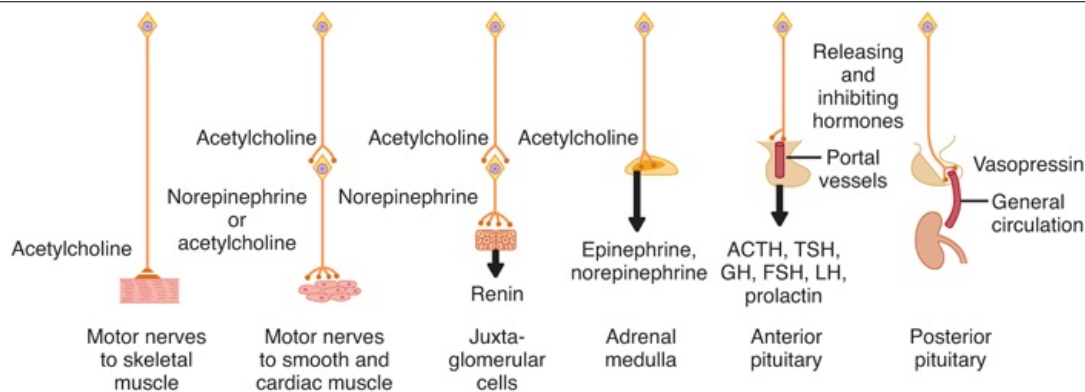 Acetylcholine
Motor nerves
to skeletal
muscle
Acetylcholine
Norepinephrine
or
acetylcholine
Motor nerves
to smooth and
cardiac muscle
Acetylcholine
Norepinephrine
Renin
Juxta-
glomerular
cells
Acetylcholine
Epinephrine,
norepinephrine
Adrenal
medulla
Releasing
and
inhibiting
hormones
Portal
vessels
ACTH, TSH,
GH, FSH, LH,
prolactin
Anterior
pituitary
Vasopressin
General
circulation
Posterior
pituitary